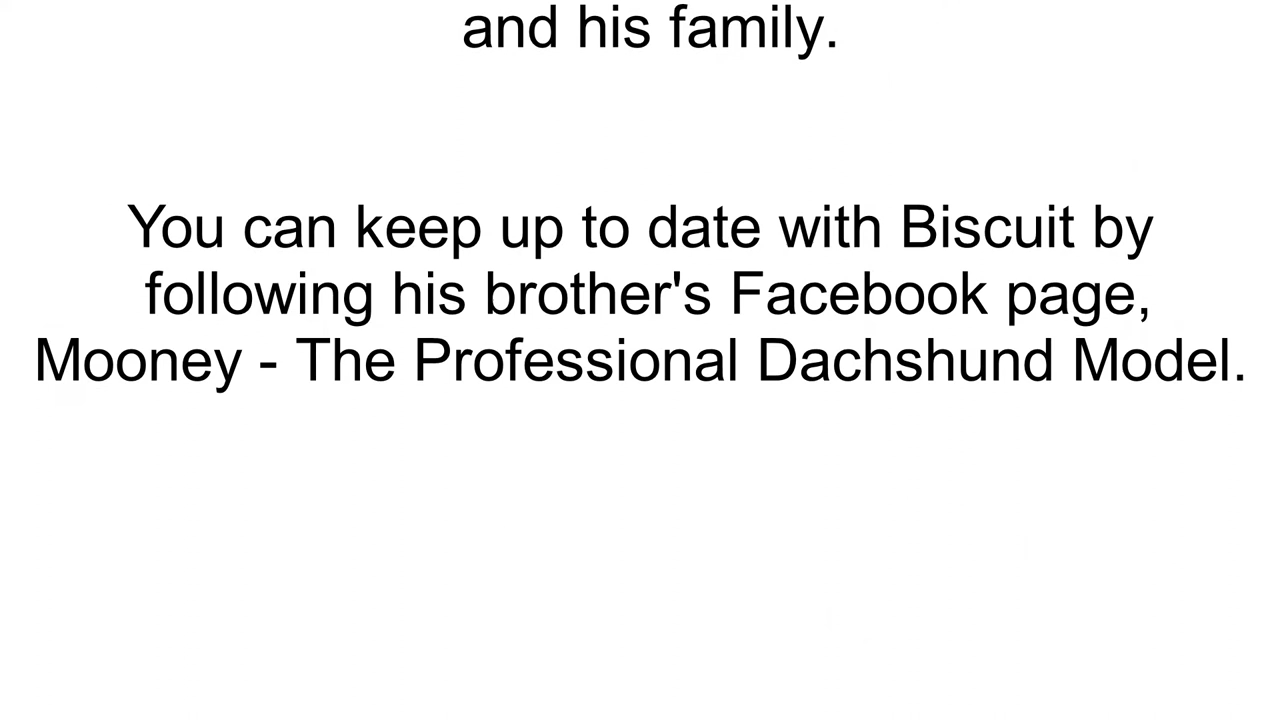 and his family.
You can keep up to date with Biscuit by
following his brother's Facebook page,
Mooney - The Professional Dachshund Model.